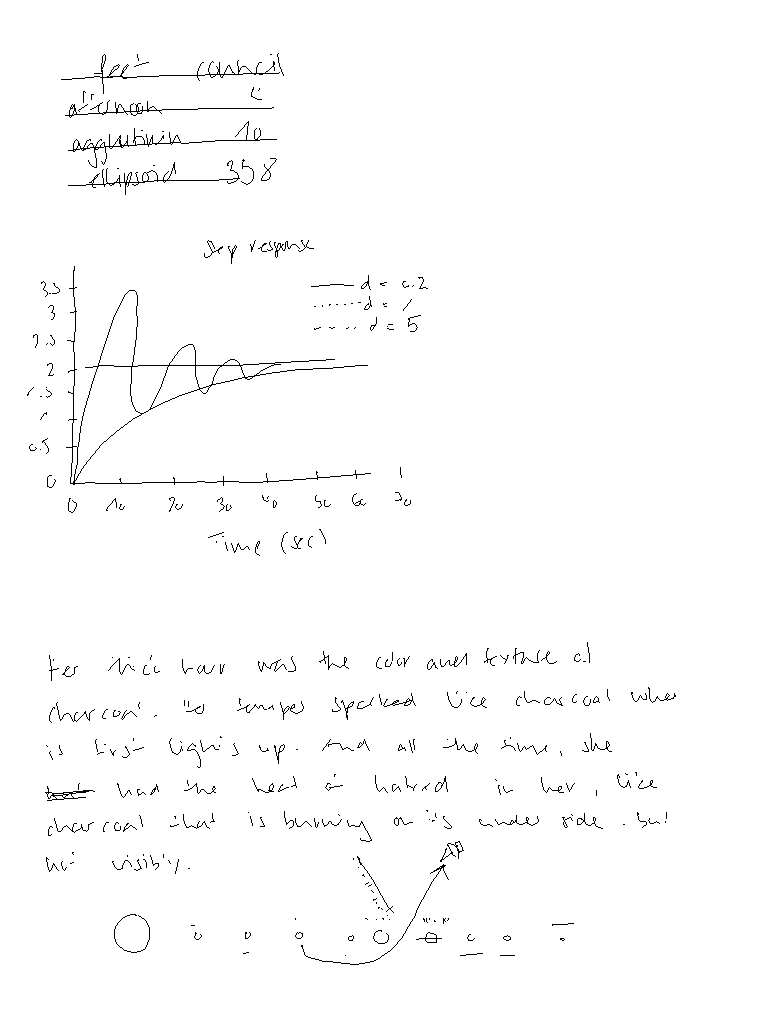 feet council
afternoon
agglutinin 10
ellipsoid 358
step response
3.5
3
2.5
2
1.5
1
0.5
0
d = 0.2
d = 1
d = 5
0 10 20 30 40 50 60 70
Time (sec)
Her thick hair was the color and texture of
charcoal. Her temper sparked like charcoal when
is first lights up. And all the time, she
had the heat of hatred in her, like
charcoal that is burning on its under side. but
not visibly.